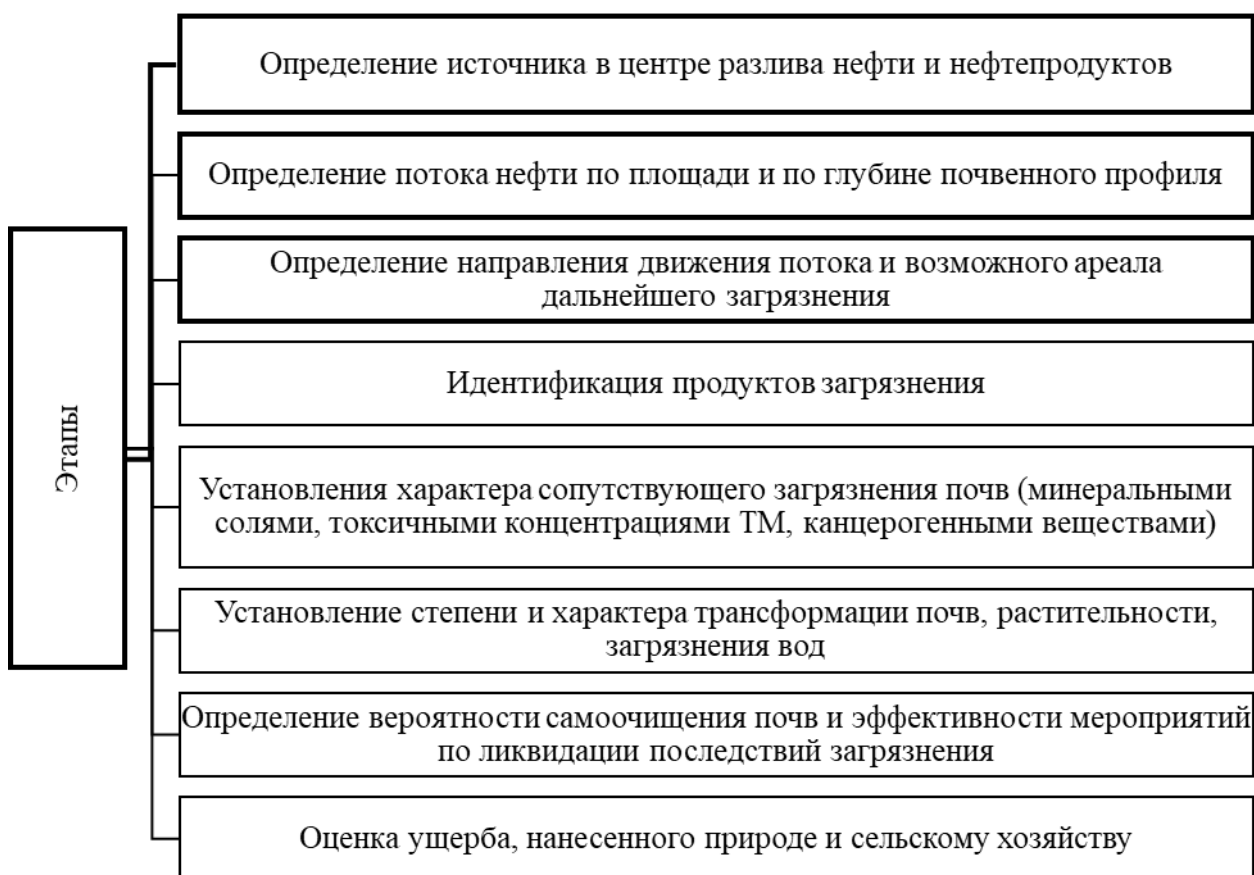 Этапы
Определение источника в центре разлива нефти и нефтепродуктов
Определение потока нефти по площади и по глубине почвенного профиля
Определение направления движения потока и возможного ареала
дальнейшего загрязнения
Идентификация продуктов загрязнения
Установления характера сопутствующего загрязнения почв (минеральными
солями, токсичными концентрациями ТМ, канцерогенными веществами)
Установление степени и характера трансформации почв, растительности,
загрязнения вод
Определение вероятности самоочищения почв и эффективности мероприятий
по ликвидации последствий загрязнения
Оценка ущерба, нанесенного природе и сельскому хозяйству